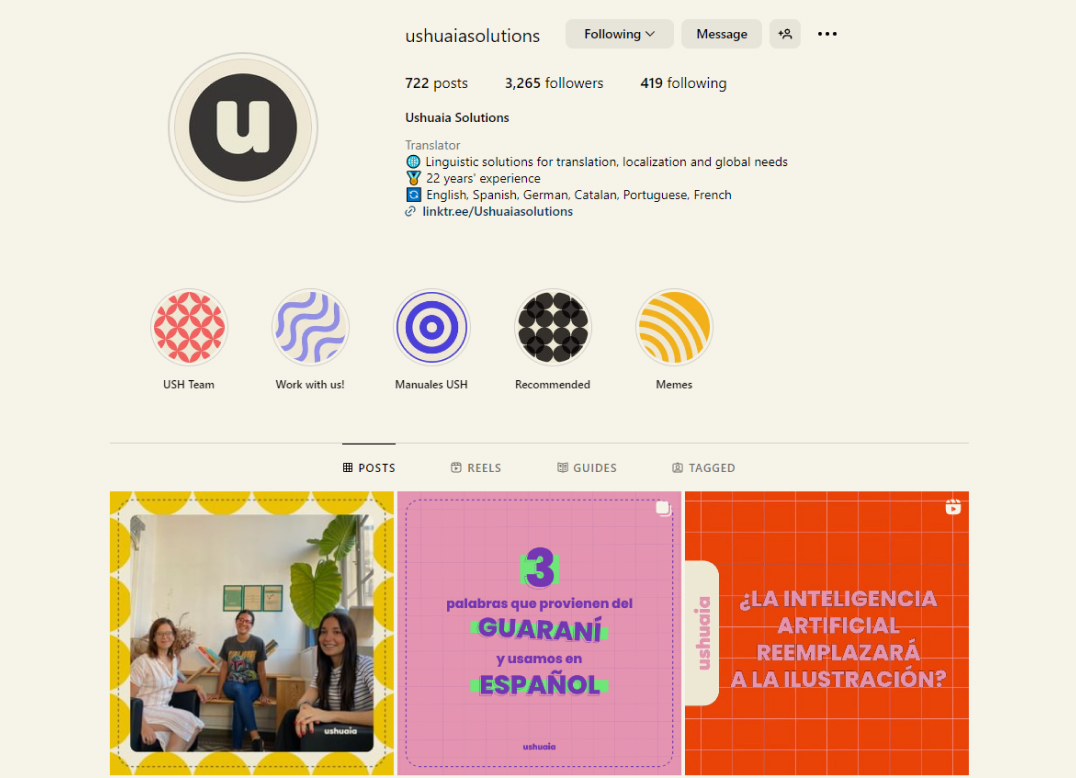 ushuaiasolutions
Following
Message
722 posts
3,265 followers
419 following
Ushuaia Solutions
Translator
Linguistic solutions for translation, localization and global needs
22 years' experience
English, Spanish, German, Catalan, Portuguese, French
linktr.ee/Ushuaiasolutions
u
USH Team
Work with us!
Manuales USH
Recommended
Memes
POSTS
REELS
GUIDES
TAGGED
ushuaia
3
palabras que provienen del
GUARANÍ
y usamos en
ESPAÑOL
ushuaia
ushuaia
¿LA INTELIGENCIA
ARTIFICIAL
REEMPLAZARÁ
A LA ILUSTRACIÓN?